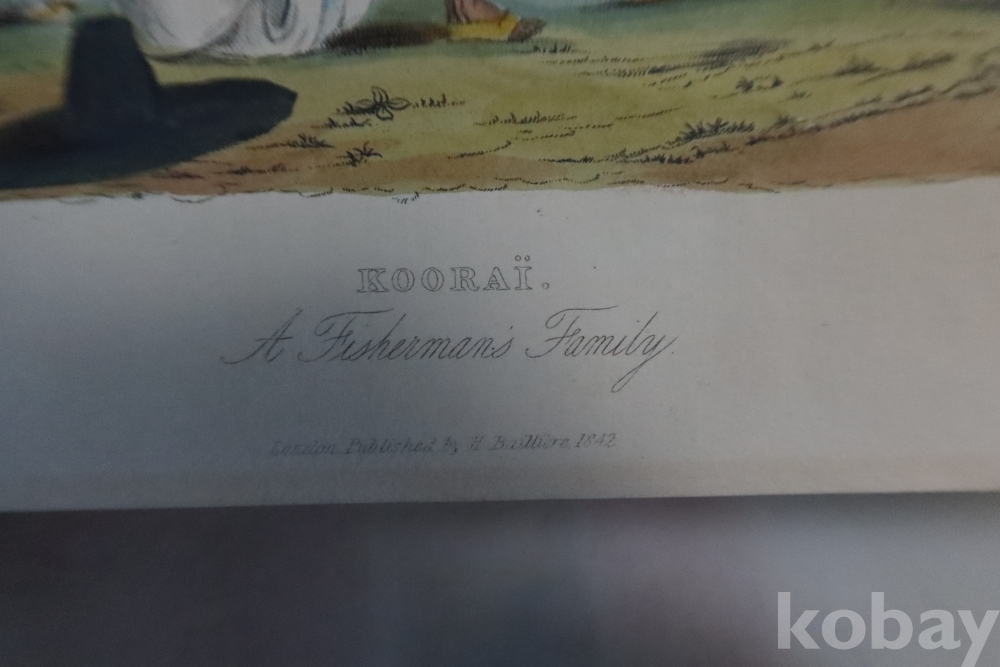 KOORAÏ.
A Fisherman's Family.
London Published by H Baillière 1842
kobay